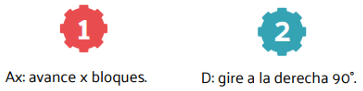 1
2
Ax: avance x bloques.
D: gire a la derecha 90°.